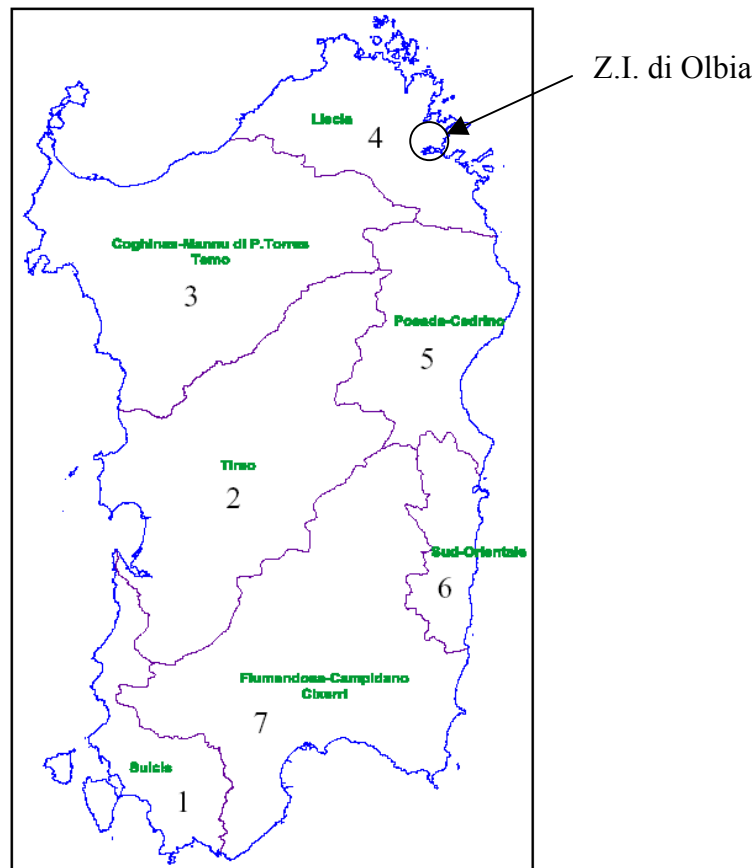 Z.I. di Olbia
Liscia
4
Coghinas-Mannu di P.Torres
Temo
3
Posada-Cedrino
5
Tirso
2
Sud-Orientale
6
Flumendosa-Campidano
Cixerri
7
Sulcis
1